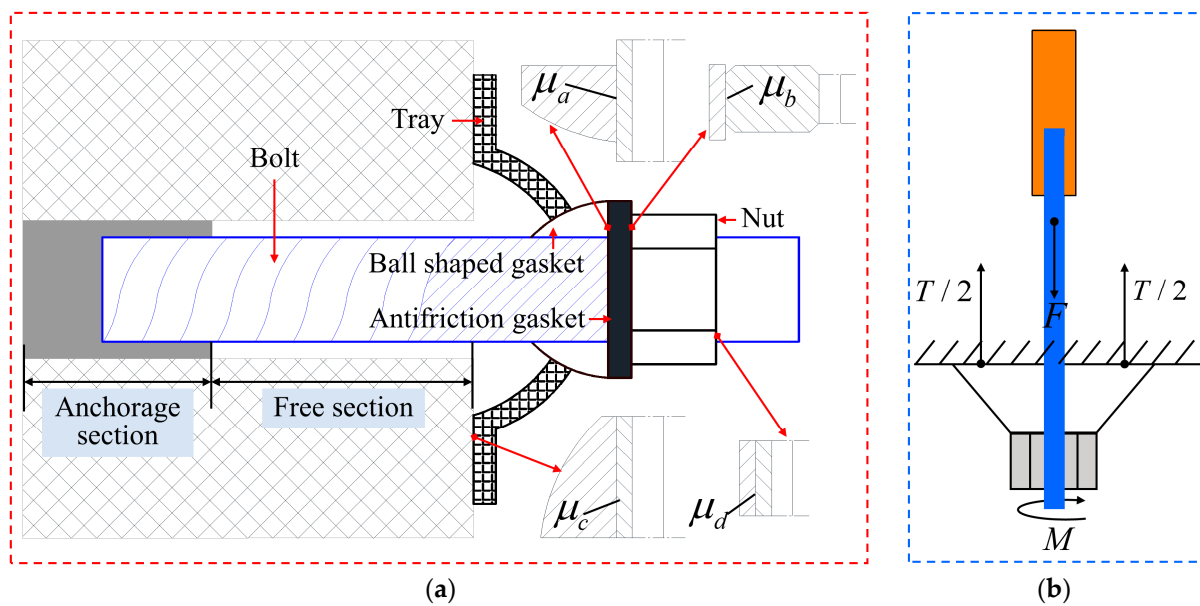 μa
μb
Tray
Bolt
Nut
Ball shaped gasket
Antifriction gasket
Anchorage
section
Free section
μc
μd
(a)
T / 2
T / 2
F
M
(b)